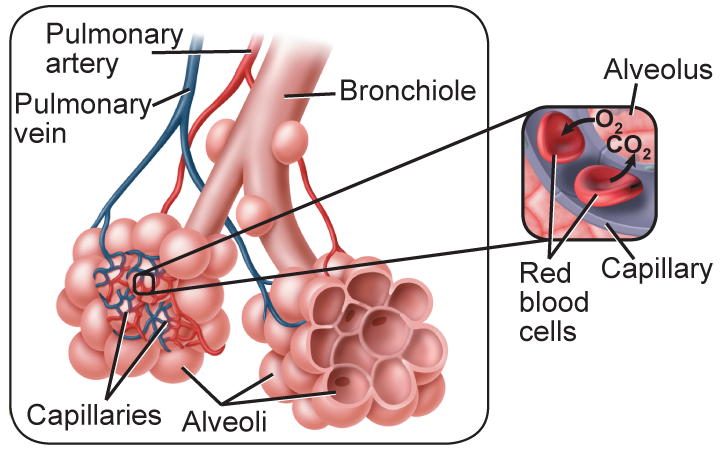 Pulmonary
artery
Pulmonary
vein
Bronchiole
Capillaries
Alveoli
Alveolus
O₂
CO₂
Red
blood
cells
Capillary